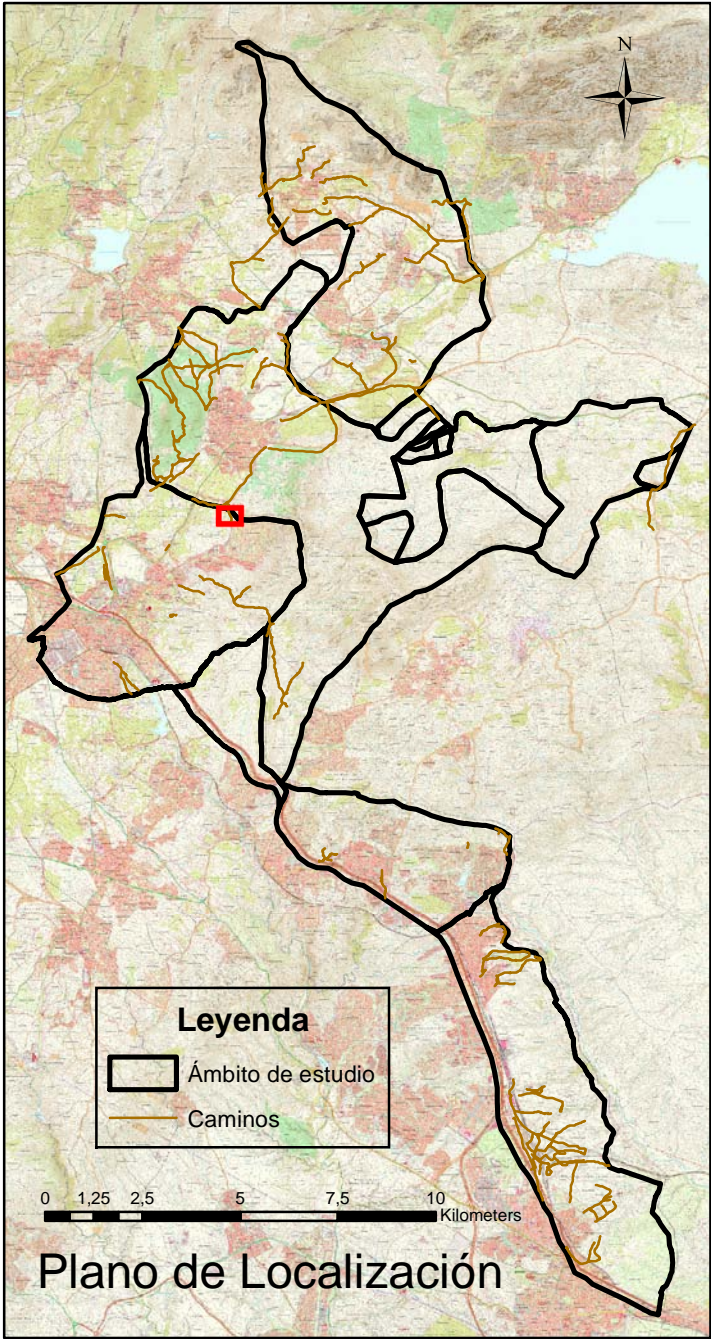 N
Leyenda
Ámbito de estudio
Caminos
0 1,25 2,5 5 7,5 10
Kilometers
Plano de Localización